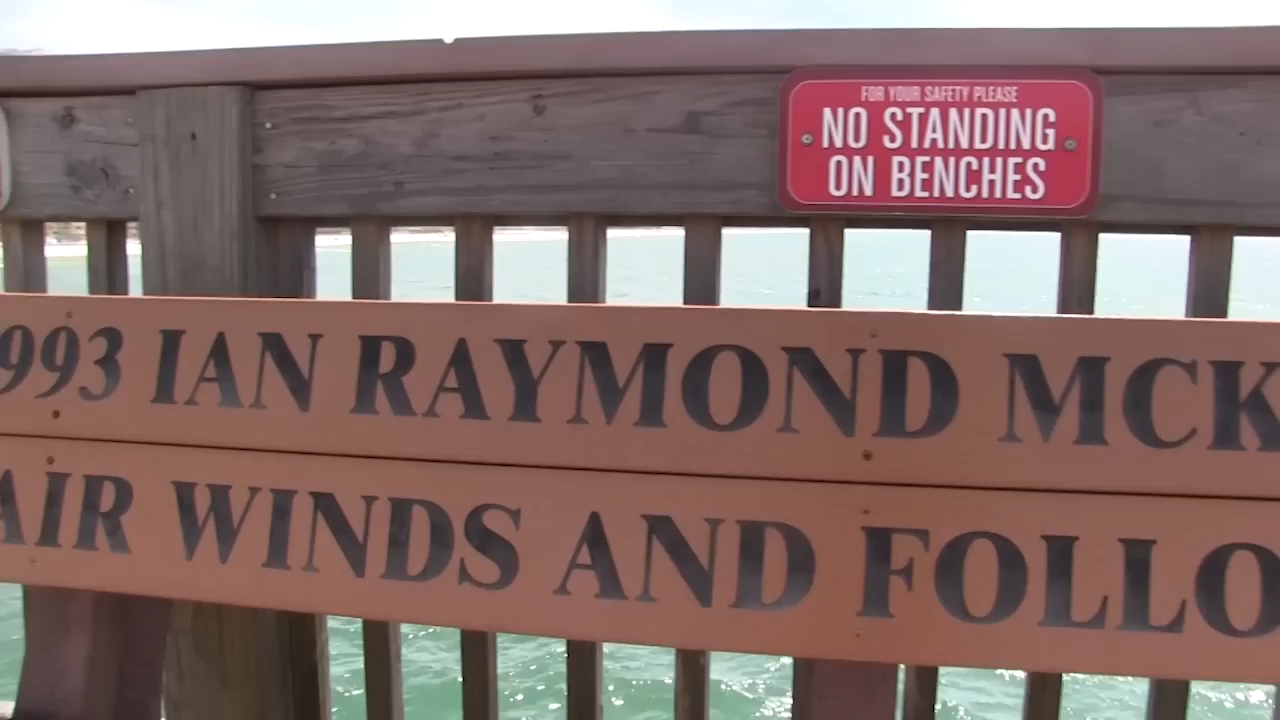 FOR YOUR SAFETY PLEASE
NO STANDING
ON BENCHES
993 IAN RAYMOND MCK
AIR WINDS AND FOLLO